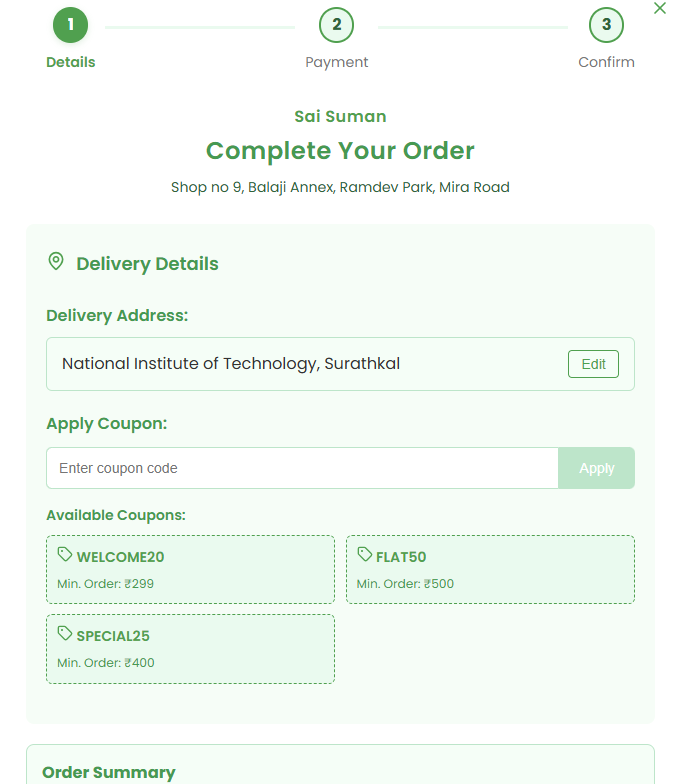 1
2
3
Details
Payment
Confirm
Sai Suman
Complete Your Order
Shop no 9, Balaji Annex, Ramdev Park, Mira Road
Delivery Details
Delivery Address:
National Institute of Technology, Surathkal
Edit
Apply Coupon:
Enter coupon code
Apply
Available Coupons:
WELCOME20
Min. Order: ₹299
FLAT50
Min. Order: ₹500
SPECIAL25
Min. Order: ₹400
Order Summary